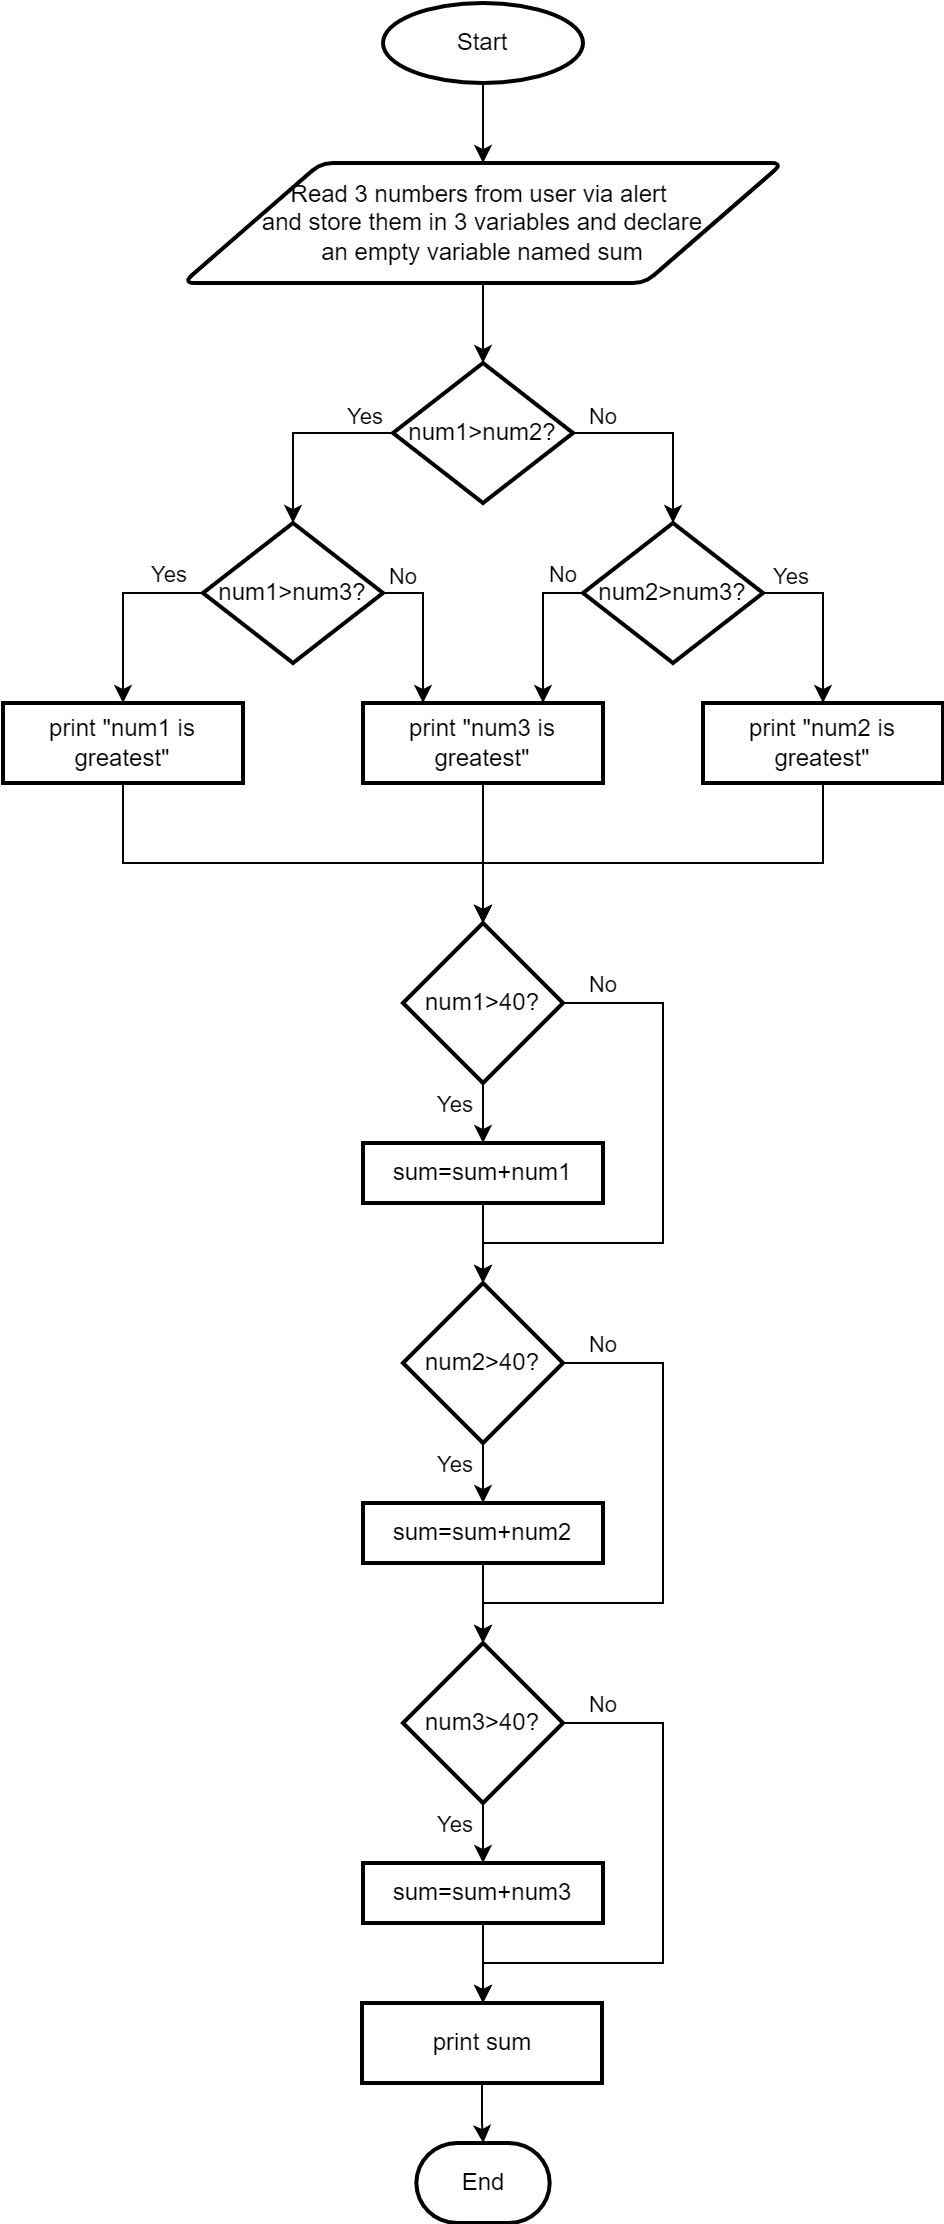 Start
Read 3 numbers from user via alert
and store them in 3 variables and declare
an empty variable named sum
Yes
No
num1>num2?
Yes
No
No
Yes
num1>num3?
num2>num3?
print "num1 is
greatest"
print "num3 is
greatest"
print "num2 is
greatest"
No
num1>40?
Yes
sum=sum+num1
No
num2>40?
Yes
sum=sum+num2
No
num3>40?
Yes
sum=sum+num3
print sum
End